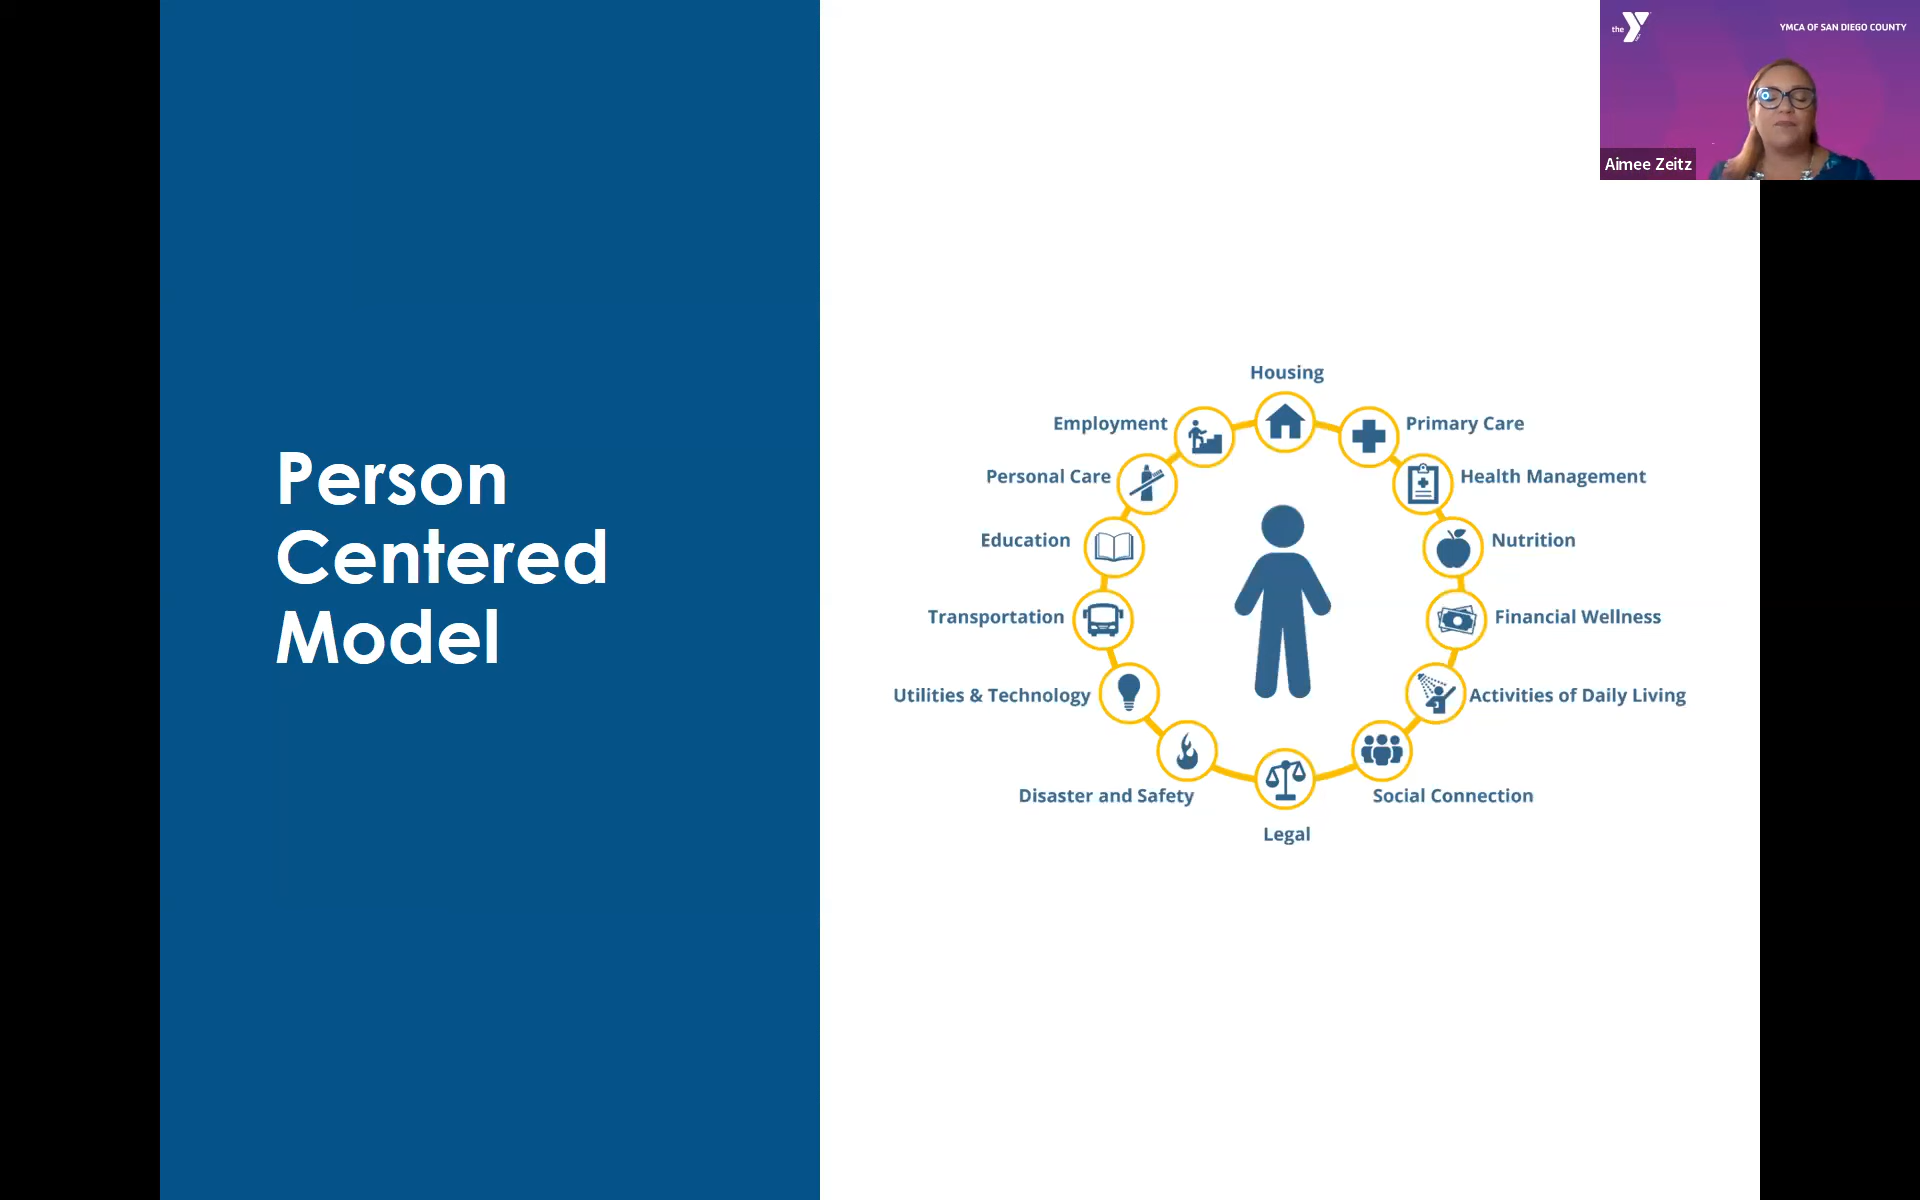 the
YMCA OF SAN DIEGO COUNTY
Aimee Zeitz
Person
Centered
Model
Housing
Employment
Primary Care
Personal Care
Health Management
Education
Nutrition
Transportation
Financial Wellness
Utilities & Technology
Activities of Daily Living
Disaster and Safety
Social Connection
Legal